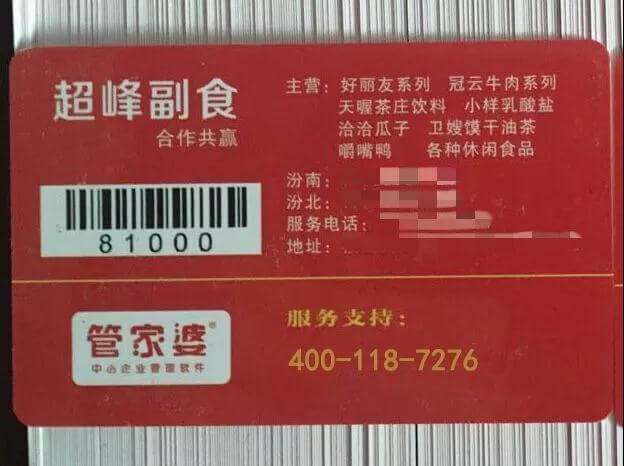 超峰副食
合作共赢
81000
主营：好丽友系列 冠云牛肉系列
天喔茶庄饮料 小样乳酸盐
洽洽瓜子 卫嫂馍干油茶
嚼嘴鸭 各种休闲食品
汾南：
汾北：
服务电话：
地址：
管家婆®
中小企业管理软件
服务支持：
400-118-7276